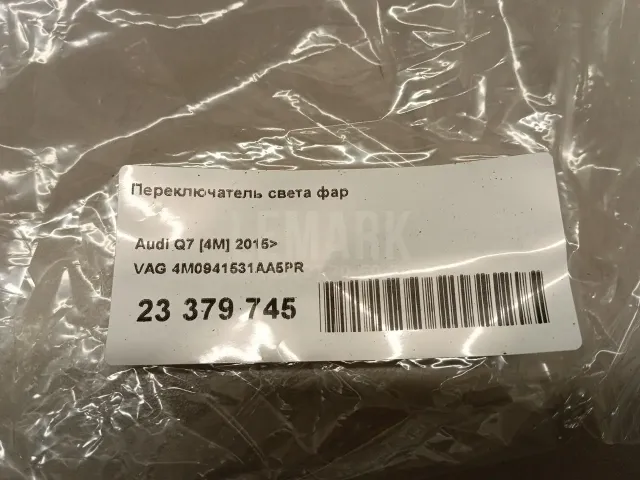 Переключатель света фар
Audi Q7 [4M] 2015>
VAG 4M0941531AA5PR
23 379 745